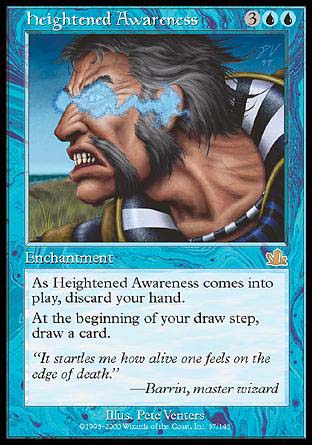 Heightened Awareness 3
PV
99
Enchantment
As Heightened Awareness comes into
play, discard your hand.
At the beginning of your draw step,
draw a card.
“It startles me how alive one feels on the
edge of death.”
—Barrin, master wizard
Illus. Pete Venters
©1993-2000 Wizards of the Coast, Inc. 37/143